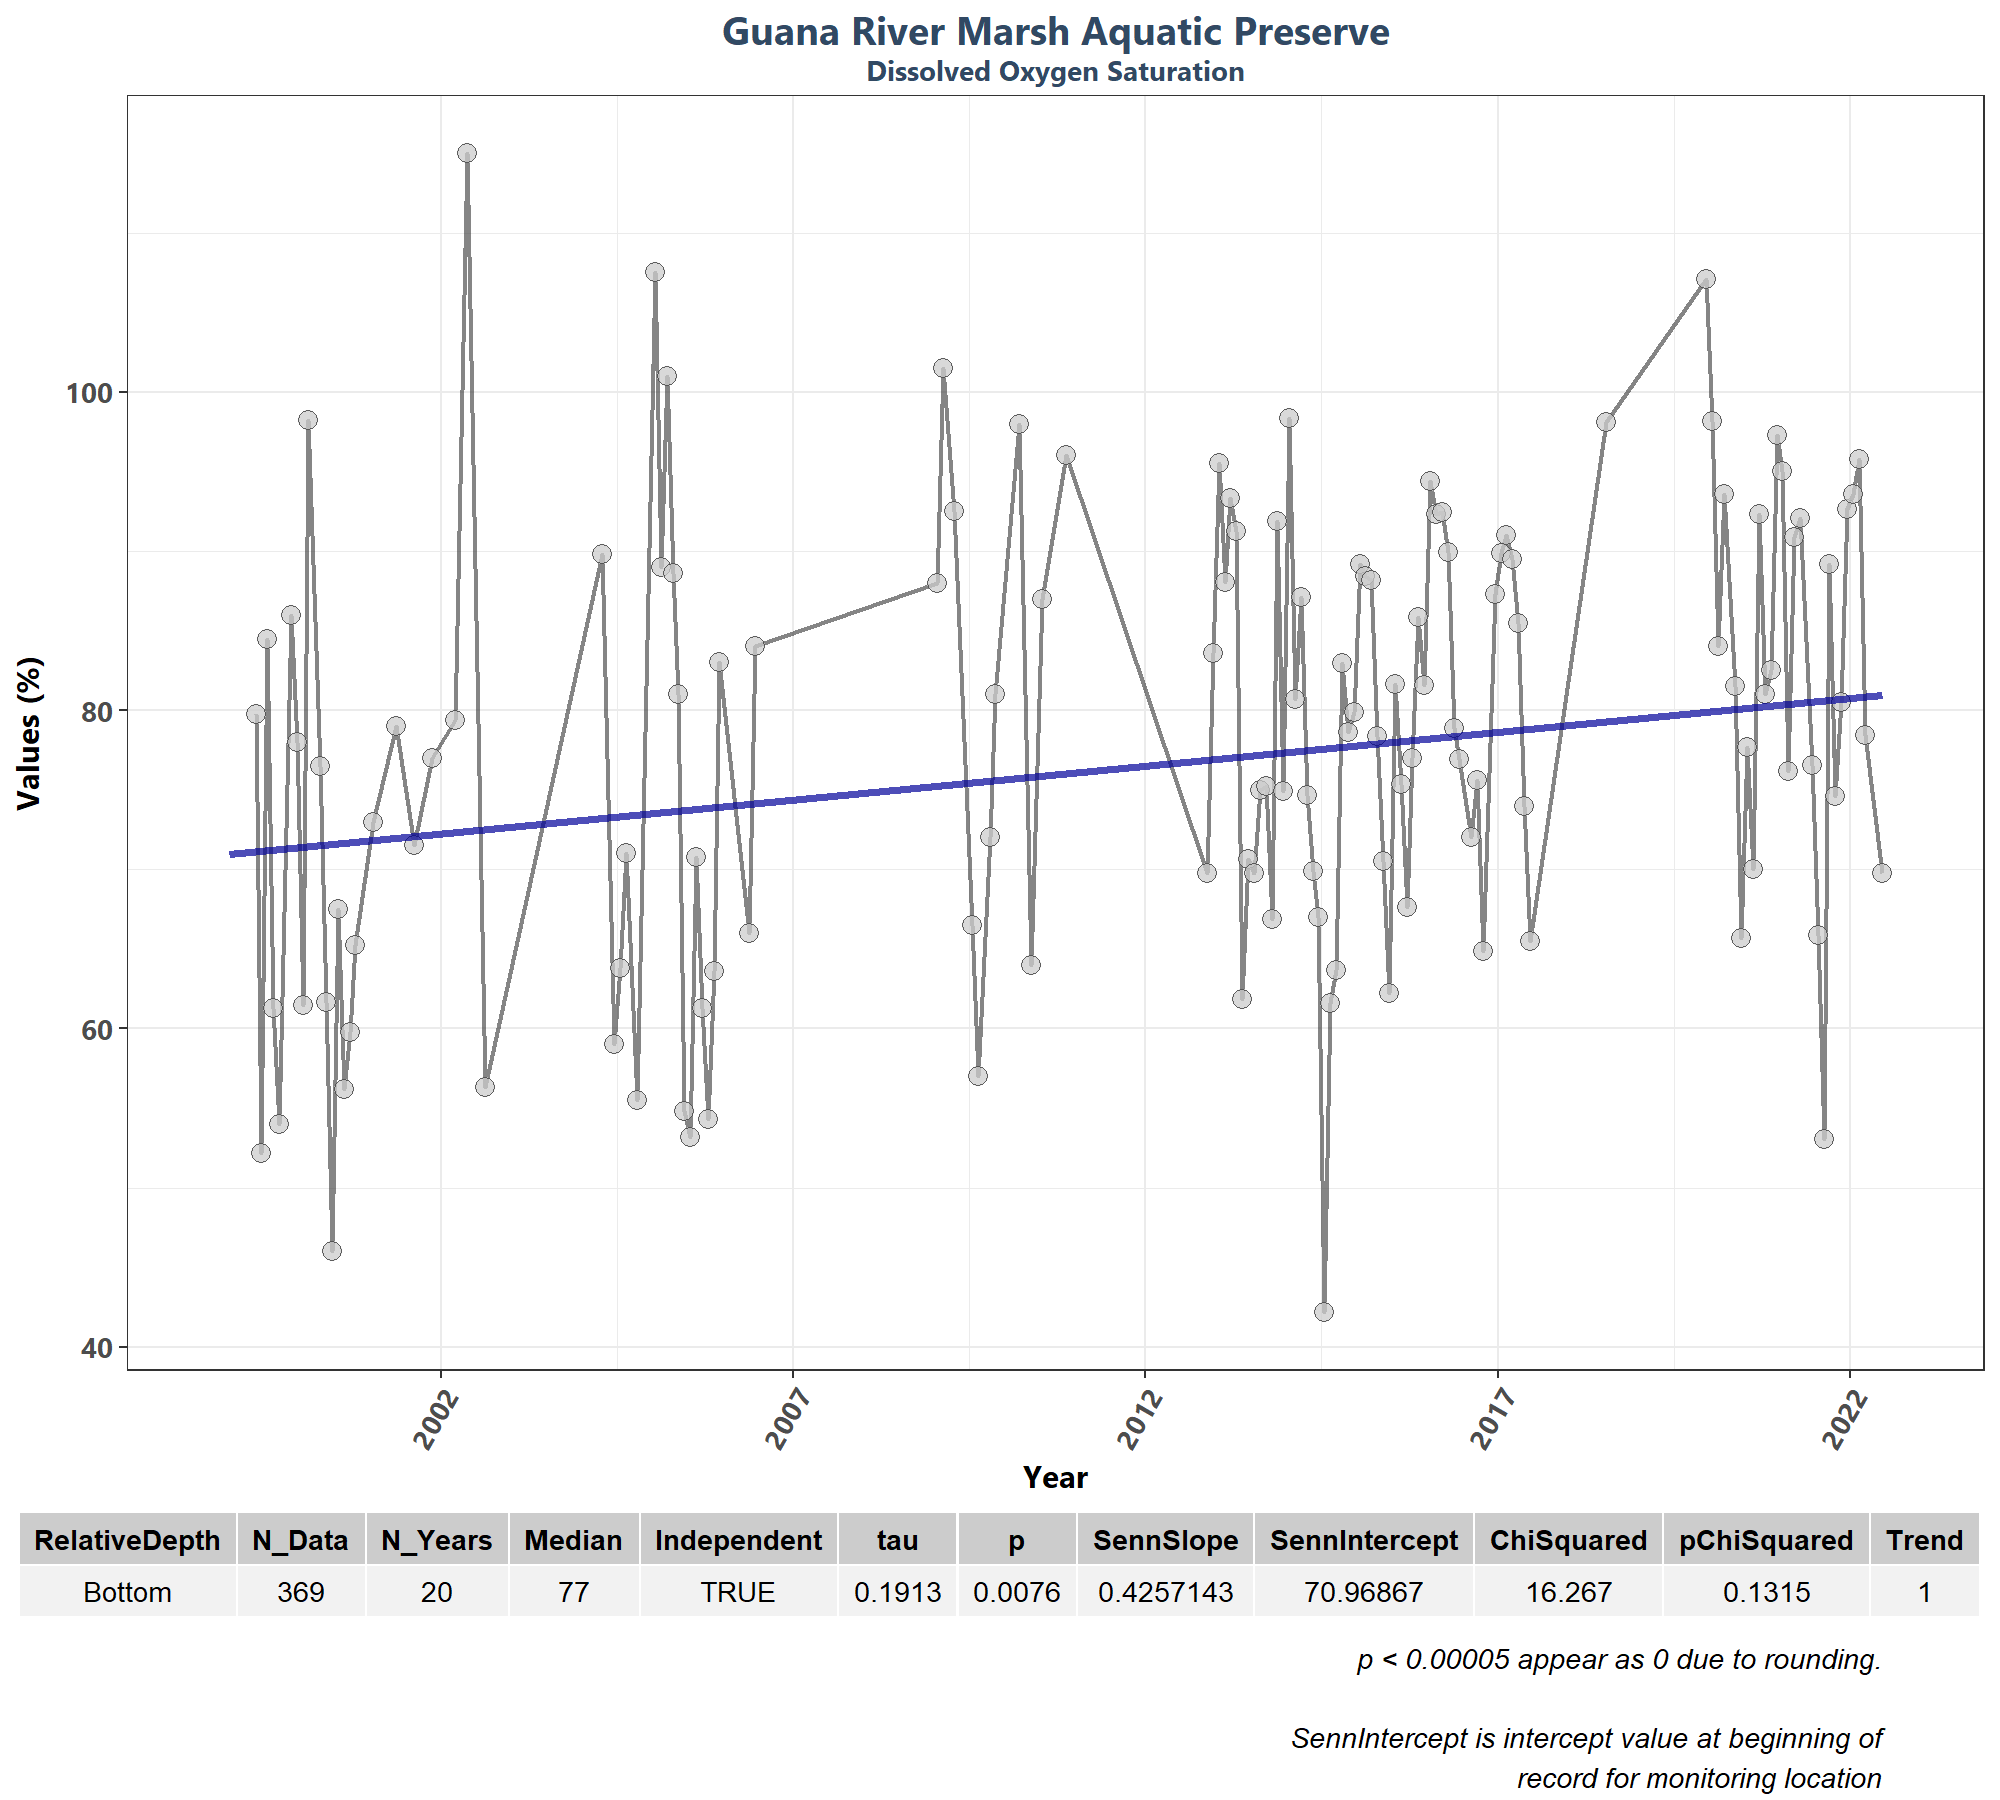 Guana River Marsh Aquatic Preserve
Dissolved Oxygen Saturation
Values (%)
100
80
60
40
2002
2007
2012
2017
2022
Year
RelativeDepth N_Data N_Years Median Independent tau p SennSlope SennIntercept ChiSquared pChiSquared Trend
Bottom 369 20 77 TRUE 0.1913 0.0076 0.4257143 70.96867 16.267 0.1315 1
p < 0.00005 appear as 0 due to rounding.
SennIntercept is intercept value at beginning of
record for monitoring location